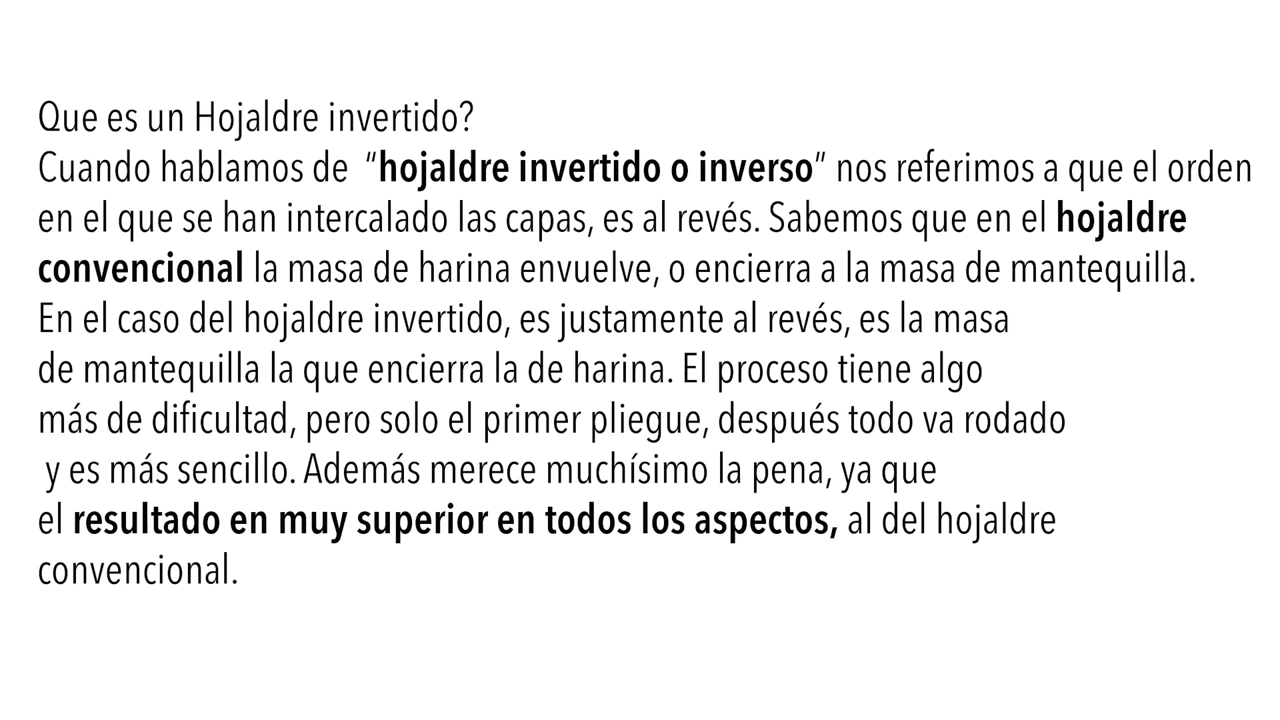 Que es un Hojaldre invertido?
Cuando hablamos de  “hojaldre invertido o inverso” nos referimos a que el orden
en el que se han intercalado las capas, es al revés. Sabemos que en el hojaldre
convencional la masa de harina envuelve, o encierra a la masa de mantequilla.
En el caso del hojaldre invertido, es justamente al revés, es la masa
de mantequilla la que encierra la de harina. El proceso tiene algo
más de dificultad, pero solo el primer pliegue, después todo va rodado
 y es más sencillo. Además merece muchísimo la pena, ya que
el resultado en muy superior en todos los aspectos, al del hojaldre
convencional.